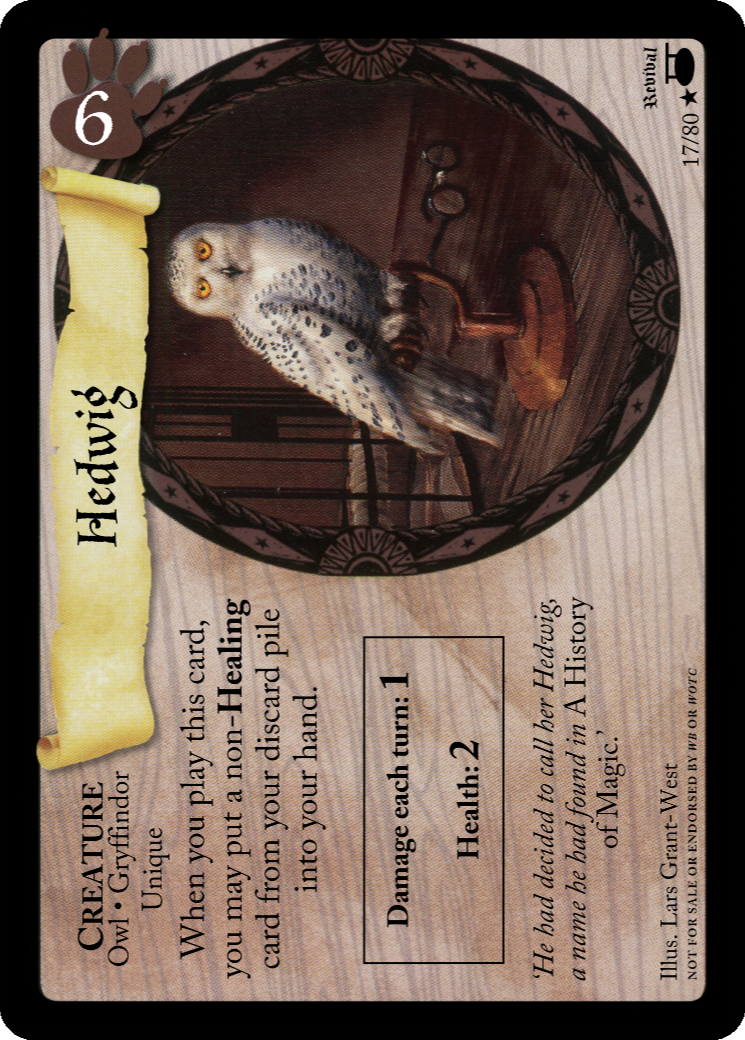 CREATURE
Owl • Gryffindor
Unique
Hedwig
6
When you play this card,
you may put a non-Healing
card from your discard pile
into your hand.
Damage each turn: 1
Health: 2
‘He had decided to call her Hedwig,
a name he had found in A History
of Magic.’
Illus. Lars Grant-West
NOT FOR SALE OR ENDORSED BY WB OR WOTC
Revival
17/80 ★